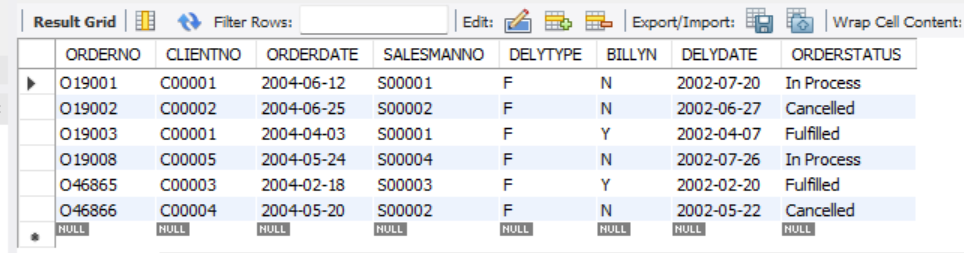 Result Grid Filter Rows: Edit: Export/Import: Wrap Cell Content:
ORDERNO CLIENTNO ORDERDATE SALESMANNO DELYTYPE BILLYN DELYDATE ORDERSTATUS
O19001 C00001 2004-06-12 S00001 F N 2002-07-20 In Process
O19002 C00002 2004-06-25 S00002 F N 2002-06-27 Cancelled
O19003 C00001 2004-04-03 S00001 F Y 2002-04-07 Fulfilled
O19008 C00005 2004-05-24 S00004 F N 2002-07-26 In Process
O46865 C00003 2004-02-18 S00003 F Y 2002-02-20 Fulfilled
O46866 C00004 2004-05-20 S00002 F N 2002-05-22 Cancelled
NULL NULL NULL NULL NULL NULL NULL NULL